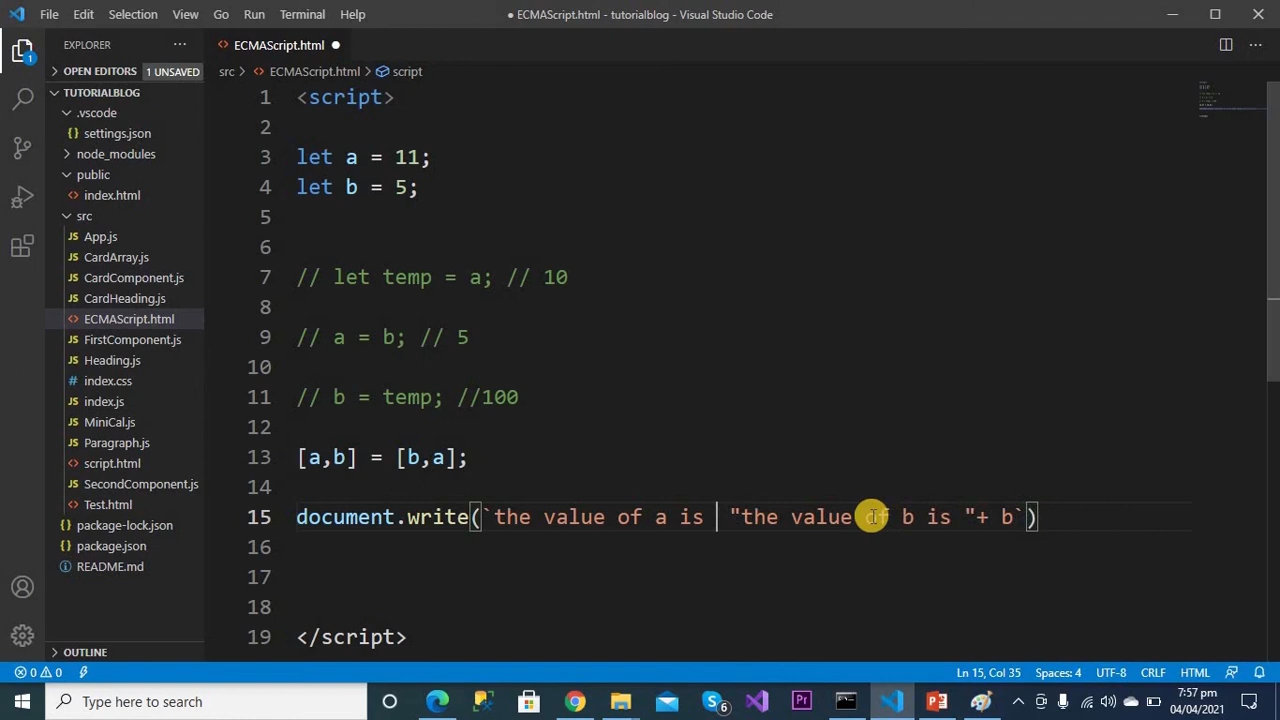 File Edit Selection View Go Run Terminal Help ● ECMAScript.html - tutorialblog - Visual Studio Code
EXPLORER
OPEN EDITORS 1 UNSAVED
TUTORIALBLOG
.vscode
settings.json
node_modules
public
index.html
src
App.js
CardArray.js
CardComponent.js
CardHeading.js
ECMAScript.html
FirstComponent.js
Heading.js
index.css
index.js
MiniCal.js
Paragraph.js
script.html
SecondComponent.js
Test.html
package-lock.json
package.json
README.md
OUTLINE
1
ECMAScript.html ●
src > ECMAScript.html > script
1 <script>
2
3 let a = 11;
4 let b = 5;
5
6
7 // let temp = a; // 10
8
9 // a = b; // 5
10
11 // b = temp; //100
12
13 [a,b] = [b,a];
14
15 document.write(`the value of a is "the value of b is "+ b`)
16
17
18
19 </script>
0 0 Ln 15, Col 35 Spaces: 4 UTF-8 CRLF HTML
Type here to search
6
Pr
7:57 pm
04/04/2021